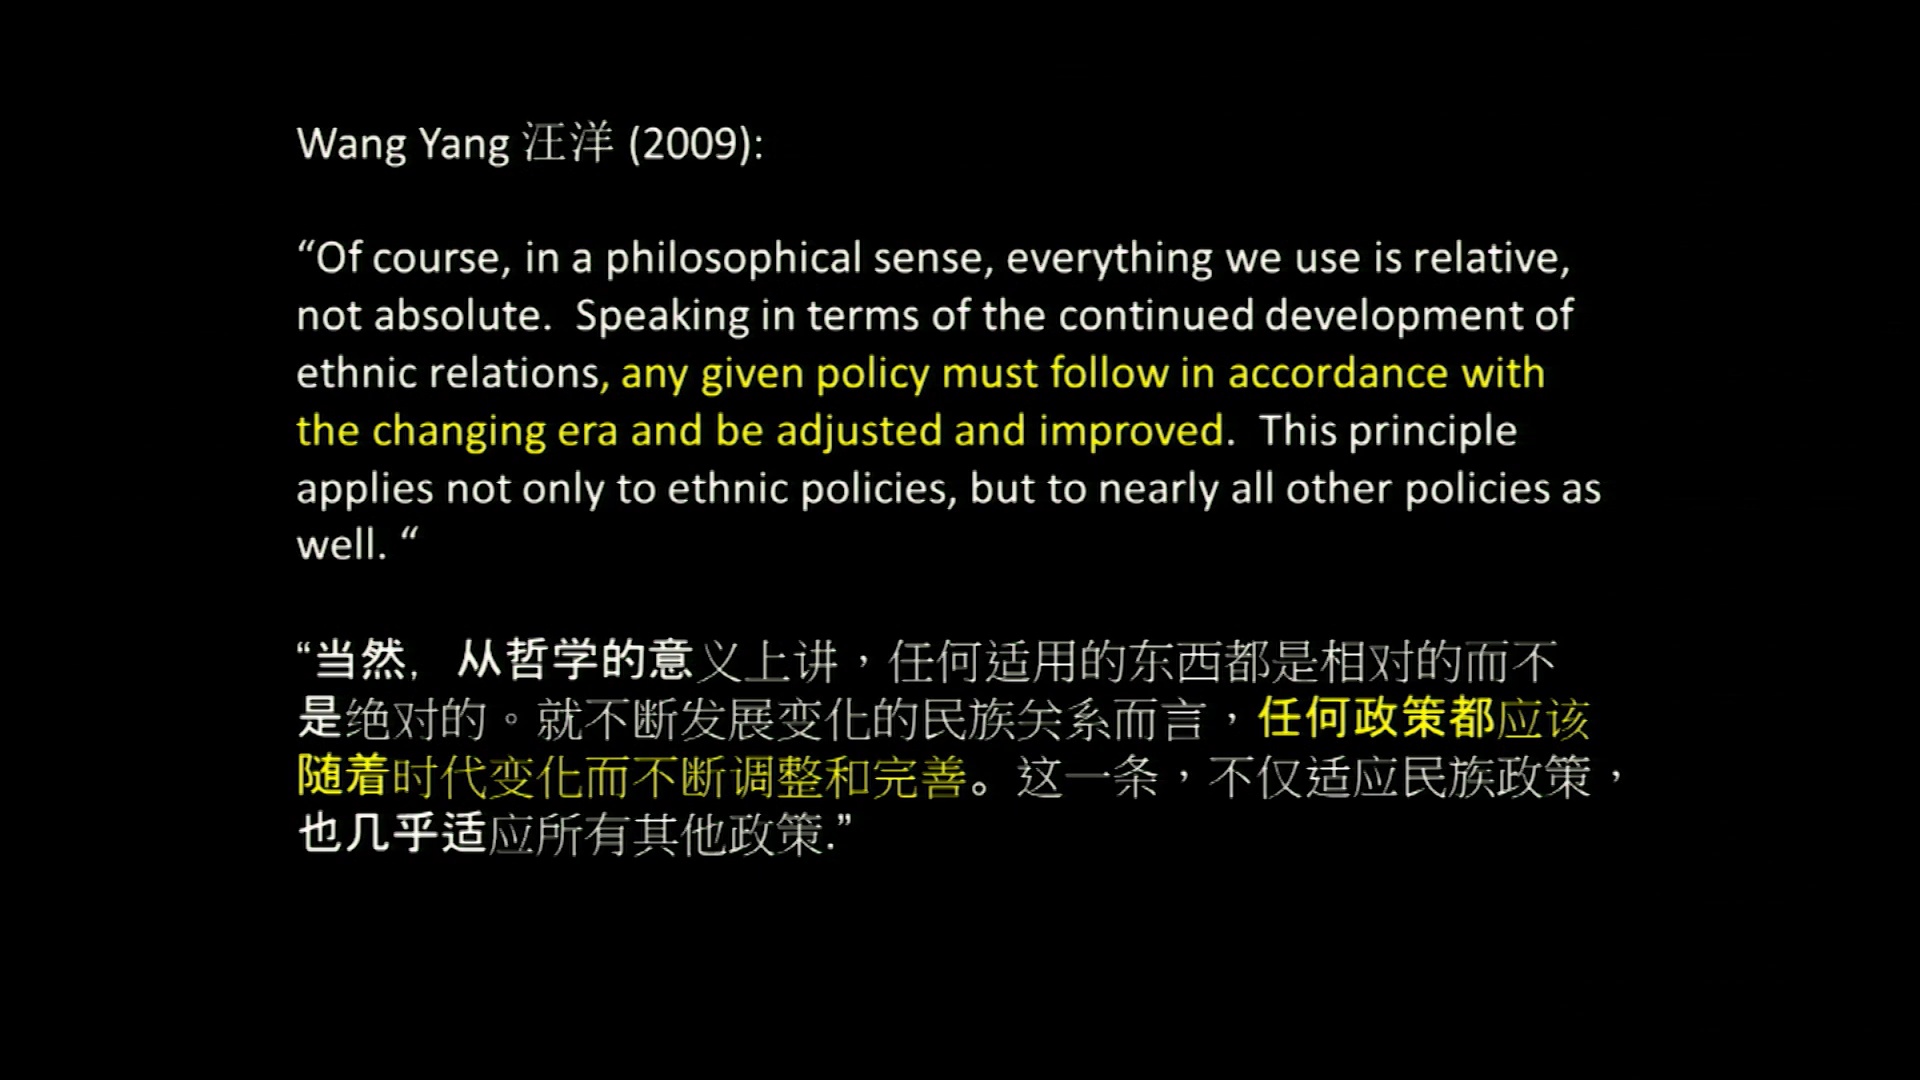 Wang Yang 汪洋 (2009):
“Of course, in a philosophical sense, everything we use is relative,
not absolute.  Speaking in terms of the continued development of
ethnic relations, any given policy must follow in accordance with
the changing era and be adjusted and improved.  This principle
applies not only to ethnic policies, but to nearly all other policies as
well. “
“当然，从哲学的意义上讲，任何适用的东西都是相对的而不
是绝对的。就不断发展变化的民族关系而言，任何政策都应该
随着时代变化而不断调整和完善。这一条，不仅适应民族政策，
也几乎适应所有其他政策.”